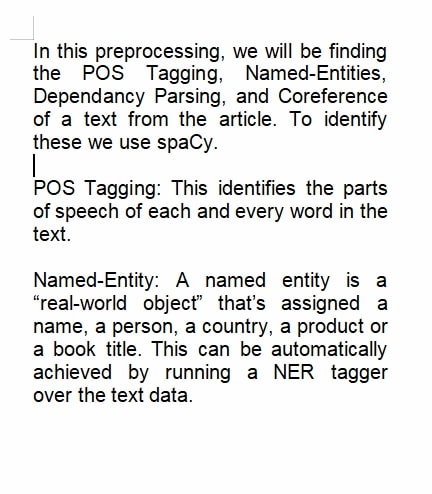 In this preprocessing, we will be finding
the POS Tagging, Named-Entities,
Dependancy Parsing, and Coreference
of a text from the article. To identify
these we use spaCy.
POS Tagging: This identifies the parts
of speech of each and every word in the
text.
Named-Entity: A named entity is a
“real-world object” that’s assigned a
name, a person, a country, a product or
a book title. This can be automatically
achieved by running a NER tagger
over the text data.